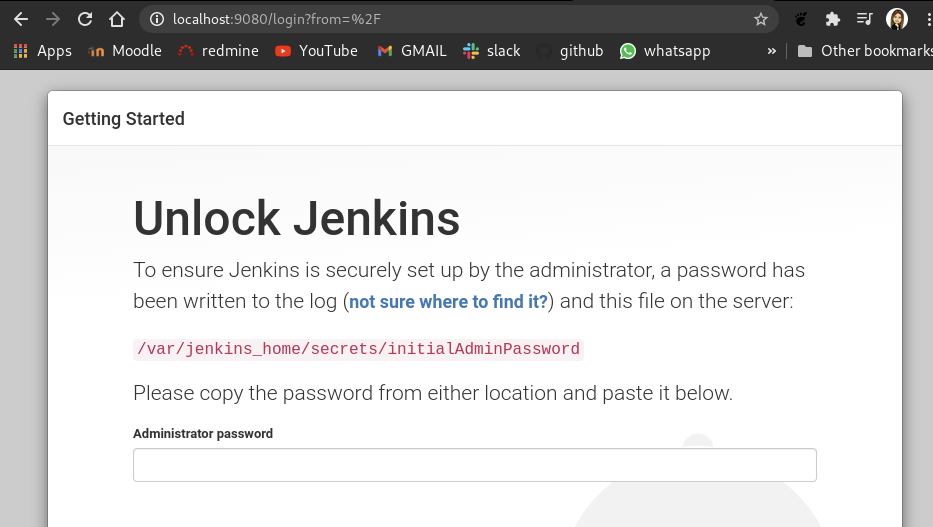 localhost:9080/login?from=%2F
Apps Moodle redmine YouTube GMAIL slack github whatsapp » Other bookmarks
Getting Started
Unlock Jenkins
To ensure Jenkins is securely set up by the administrator, a password has
been written to the log (not sure where to find it?) and this file on the server:
/var/jenkins_home/secrets/initialAdminPassword
Please copy the password from either location and paste it below.
Administrator password